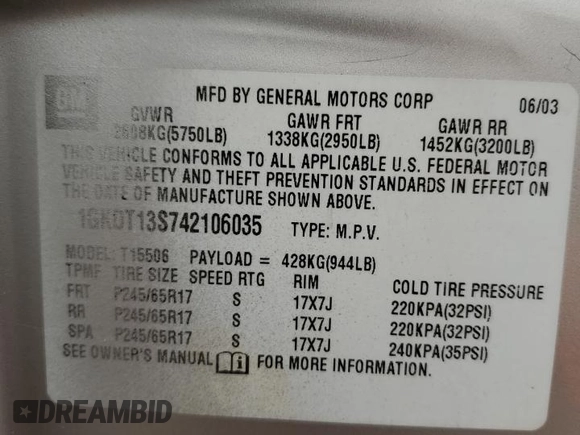 GM
MFD BY GENERAL MOTORS CORP 06/03
GVWR GAWR FRT GAWR RR
2608KG(5750LB) 1338KG(2950LB) 1452KG(3200LB)
THIS VEHICLE CONFORMS TO ALL APPLICABLE U.S. FEDERAL MOTOR
VEHICLE SAFETY AND THEFT PREVENTION STANDARDS IN EFFECT ON
THE DATE OF MANUFACTURE SHOWN ABOVE.
1GKDT13S742106035 TYPE: M.P.V.
MODEL: T15506 PAYLOAD = 428KG(944LB)
TPMF TIRE SIZE SPEED RTG RIM COLD TIRE PRESSURE
FRT P245/65R17 S 17X7J 220KPA(32PSI)
RR P245/65R17 S 17X7J 220KPA(32PSI)
SPA P245/65R17 S 17X7J 240KPA(35PSI)
SEE OWNER'S MANUAL FOR MORE INFORMATION.
DREAMBID